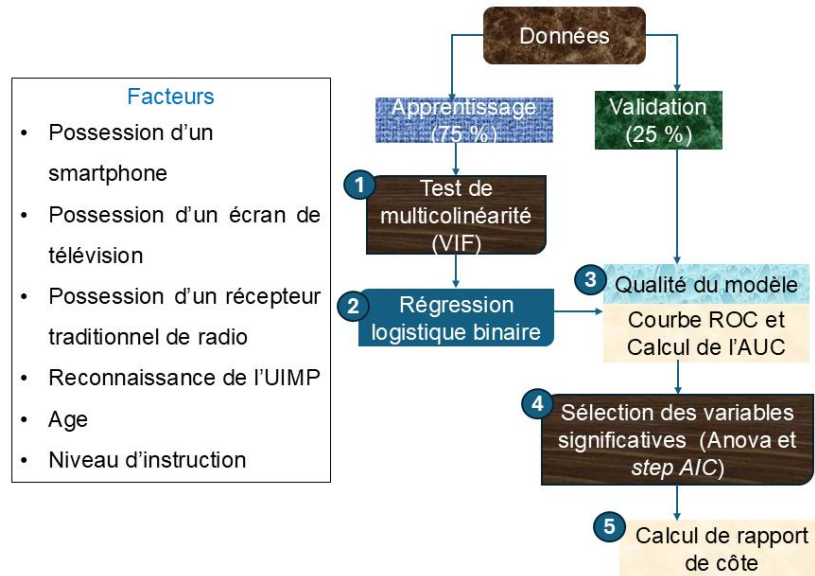 Données
Facteurs
• Possession d'un
smartphone
• Possession d'un écran de
télévision
• Possession d'un récepteur
traditionnel de radio
• Reconnaissance de l'UIMP
• Age
• Niveau d'instruction
Apprentissage
(75 %)
Validation
(25 %)
1
Test de
multicolinéarité
(VIF)
2
Régression
logistique binaire
3
Qualité du modèle
Courbe ROC et
Calcul de l'AUC
4
Sélection des variables
significatives (Anova et
step AIC)
5
Calcul de rapport
de côte